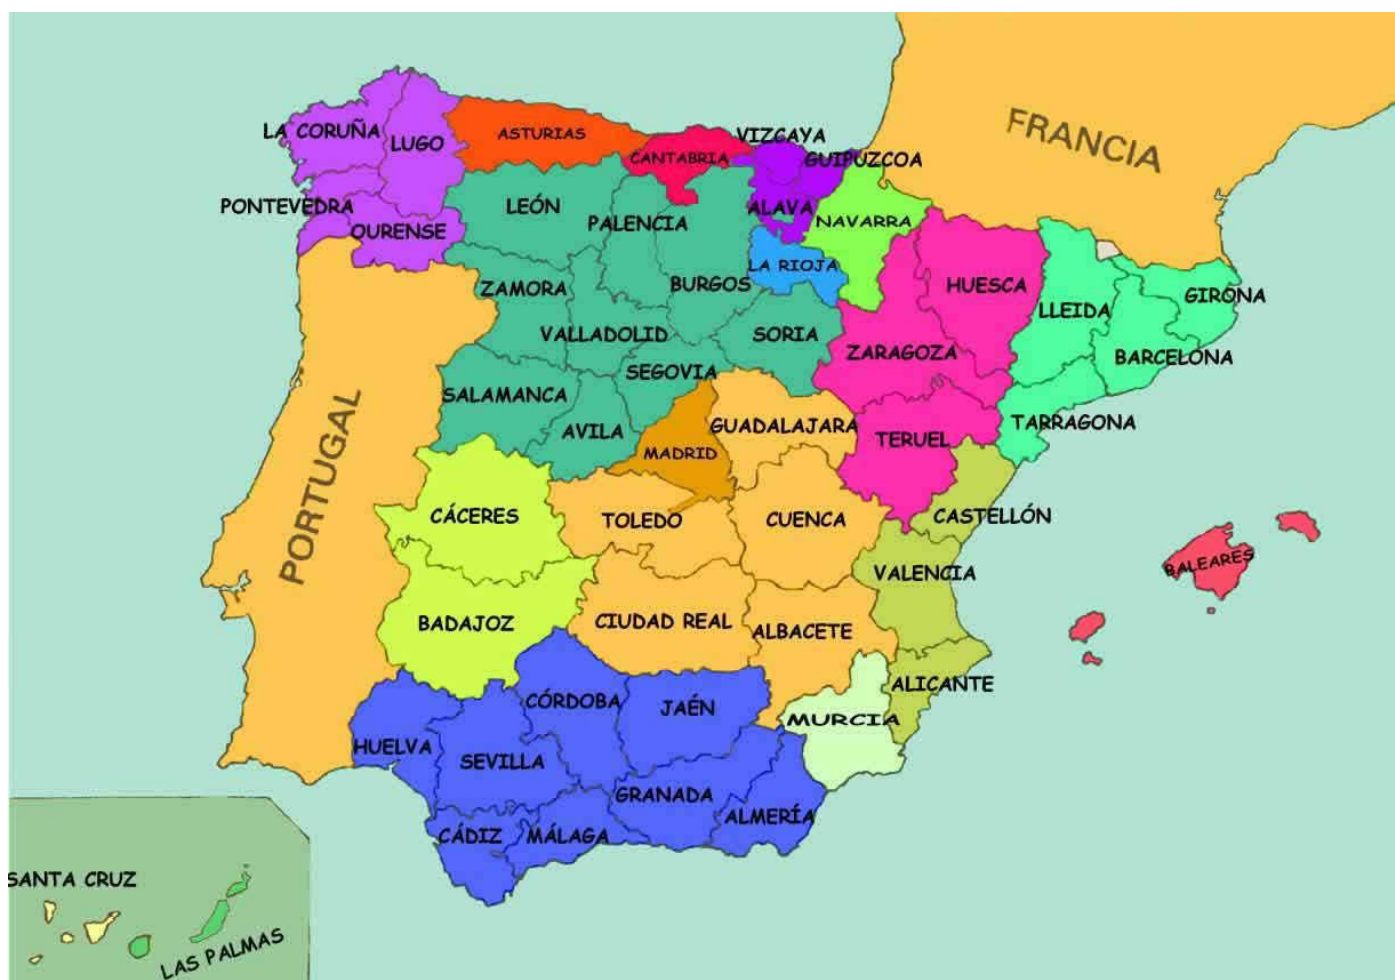 FRANCIA
LA CORUÑA
LUGO
ASTURIAS
CANTABRIA
VIZCAYA
GUIPUZCOA
PONTEVEDRA
OURENSE
LEÓN
PALENCIA
ALAVA
NAVARRA
LA RIOJA
BURGOS
ZAMORA
HUESCA
LLEIDA
GIRONA
VALLADOLID
SORIA
ZARAGOZA
BARCELONA
SEGOVIA
SALAMANCA
AVILA
MADRID
GUADALAJARA
TERUEL
TARRAGONA
PORTUGAL
CÁCERES
TOLEDO
CUENCA
CASTELLÓN
VALENCIA
BALEARES
BADAJOZ
CIUDAD REAL
ALBACETE
ALICANTE
CÓRDOBA
JAÉN
MURCIA
HUELVA
SEVILLA
GRANADA
ALMERÍA
CÁDIZ
MÁLAGA
SANTA CRUZ
LAS PALMAS